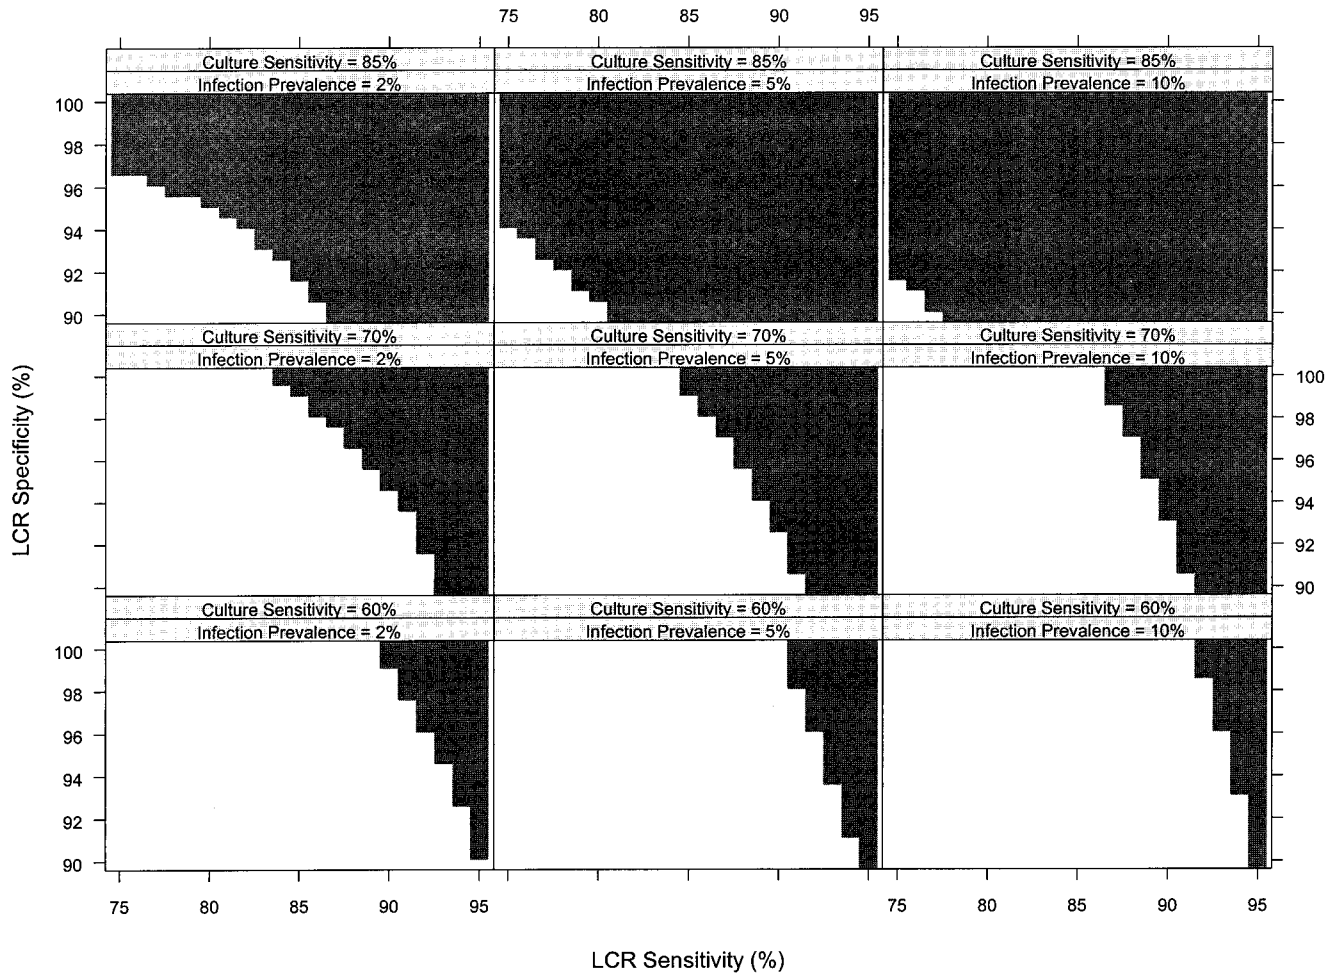 75 80 85 90 95
Culture Sensitivity = 85%
Infection Prevalence = 2%
Culture Sensitivity = 85%
Infection Prevalence = 5%
Culture Sensitivity = 85%
Infection Prevalence = 10%
100
98
96
94
92
90
Culture Sensitivity = 70%
Infection Prevalence = 2%
Culture Sensitivity = 70%
Infection Prevalence = 5%
Culture Sensitivity = 70%
Infection Prevalence = 10%
100
98
96
94
92
90
LCR Specificity (%)
Culture Sensitivity = 60%
Infection Prevalence = 2%
Culture Sensitivity = 60%
Infection Prevalence = 5%
Culture Sensitivity = 60%
Infection Prevalence = 10%
100
98
96
94
92
90
75 80 85 90 95
75 80 85 90 95
LCR Sensitivity (%)